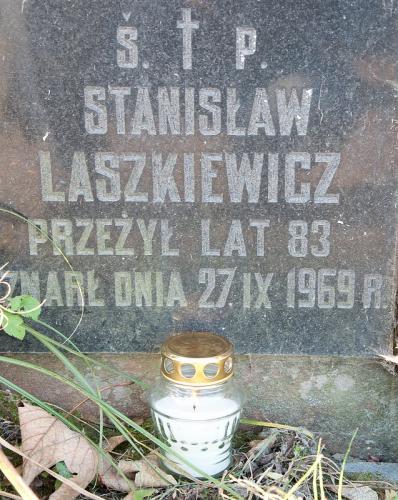 Ś. † P.
STANISŁAW
LASZKIEWICZ
PRZEŻYŁ LAT 83
ZMARŁ DNIA 27.IX 1969 R.